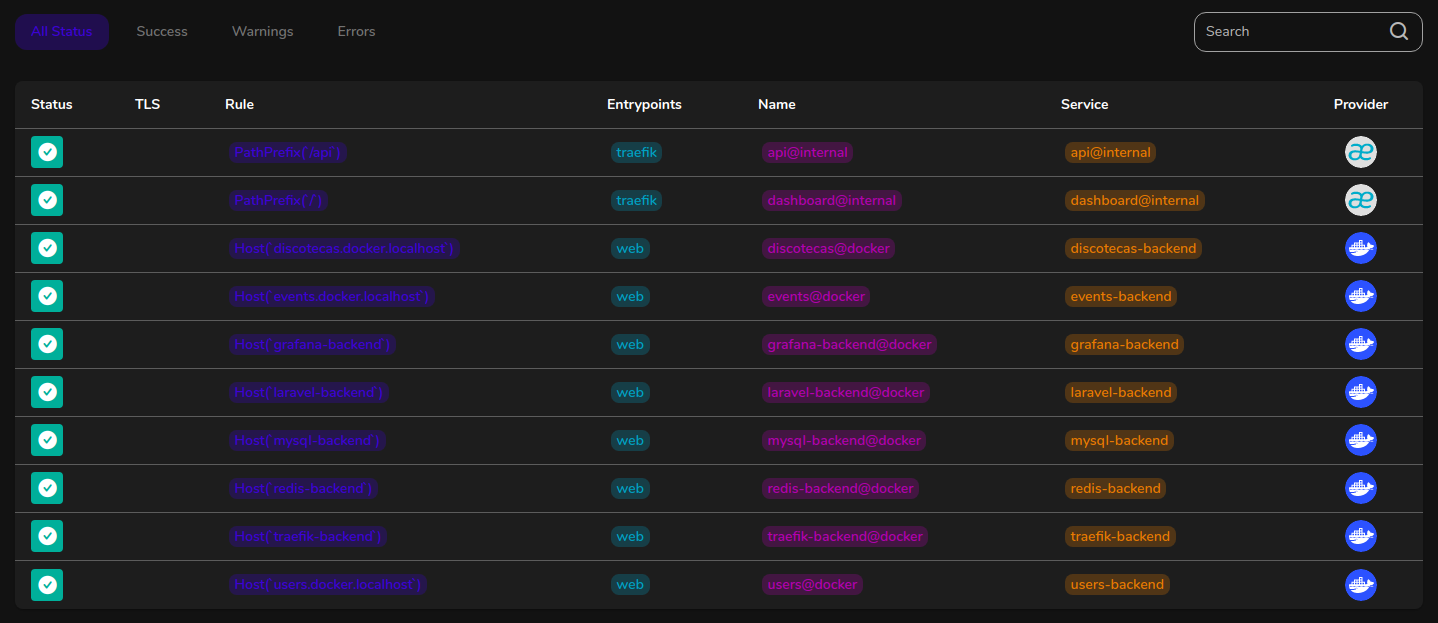 All Status Success Warnings Errors Search
Status TLS Rule Entrypoints Name Service Provider
PathPrefix(`/api`) traefik api@internal api@internal
PathPrefix(`/`) traefik dashboard@internal dashboard@internal
Host(`discotecas.docker.localhost`) web discotecas@docker discotecas-backend
Host(`events.docker.localhost`) web events@docker events-backend
Host(`grafana-backend`) web grafana-backend@docker grafana-backend
Host(`laravel-backend`) web laravel-backend@docker laravel-backend
Host(`mysql-backend`) web mysql-backend@docker mysql-backend
Host(`redis-backend`) web redis-backend@docker redis-backend
Host(`traefik-backend`) web traefik-backend@docker traefik-backend
Host(`users.docker.localhost`) web users@docker users-backend